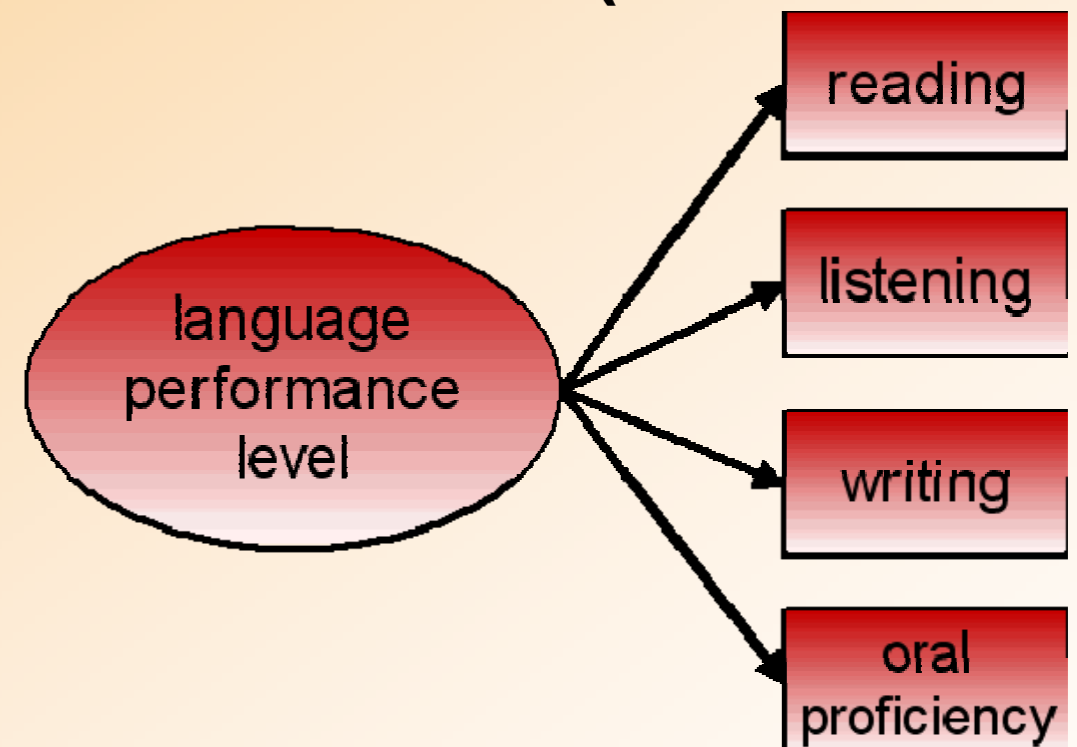 reading
listening
language
performance
level
writing
oral
proficiency